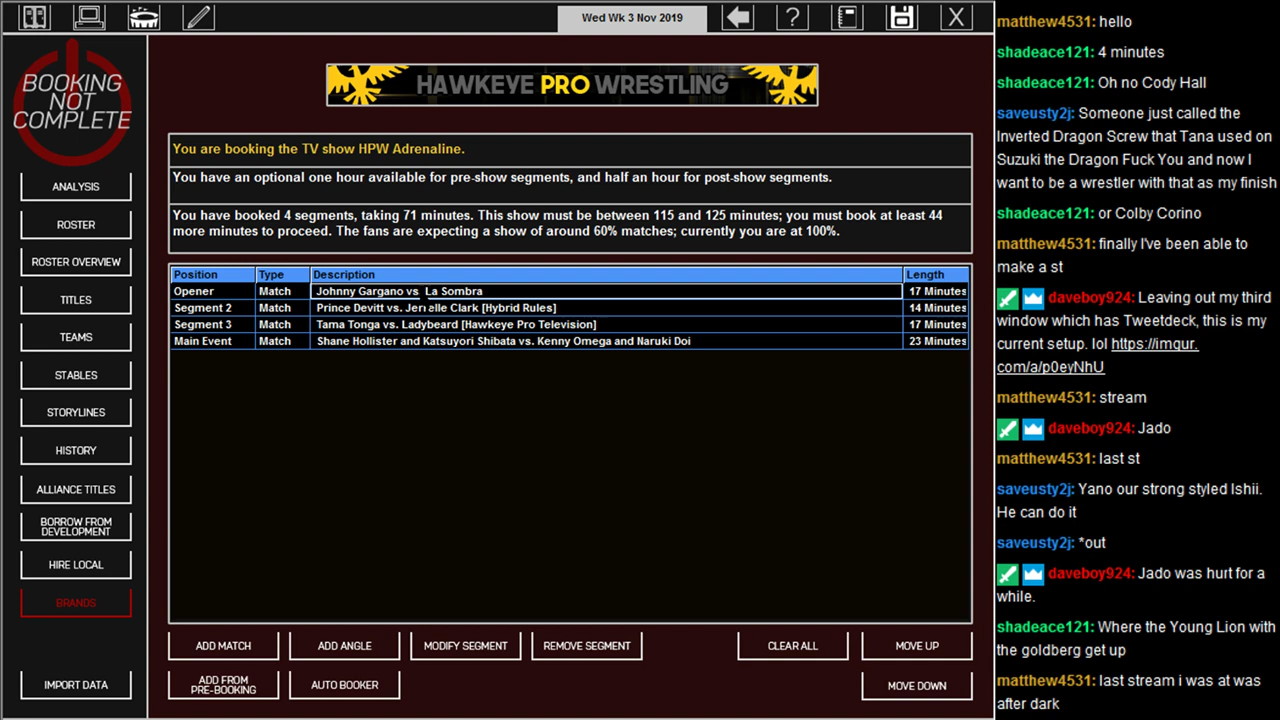 Wed Wk 3 Nov 2019
?
X
BOOKING
NOT
COMPLETE
ANALYSIS
ROSTER
ROSTER OVERVIEW
TITLES
TEAMS
STABLES
STORYLINES
HISTORY
ALLIANCE TITLES
BORROW FROM
DEVELOPMENT
HIRE LOCAL
BRANDS
IMPORT DATA
HAWKEYE PRO WRESTLING
You are booking the TV show HPW Adrenaline.
You have an optional one hour available for pre-show segments, and half an hour for post-show segments.
You have booked 4 segments, taking 71 minutes. This show must be between 115 and 125 minutes; you must book at least 44
more minutes to proceed. The fans are expecting a show of around 60% matches; currently you are at 100%.
Position Type Description Length
Opener Match Johnny Gargano vs La Sombra 17 Minutes
Segment 2 Match Prince Devitt vs. Jerr elle Clark [Hybrid Rules] 14 Minutes
Segment 3 Match Tama Tonga vs. Ladybeard [Hawkeye Pro Television] 17 Minutes
Main Event Match Shane Hollister and Katsuyori Shibata vs. Kenny Omega and Naruki Doi 23 Minutes
ADD MATCH ADD ANGLE MODIFY SEGMENT REMOVE SEGMENT CLEAR ALL MOVE UP
ADD FROM
PRE-BOOKING
AUTO BOOKER MOVE DOWN
matthew4531: hello
shadeace121: 4 minutes
shadeace121: Oh no Cody Hall
saveusty2j: Someone just called the
Inverted Dragon Screw that Tana used on
Suzuki the Dragon Fuck You and now I
want to be a wrestler with that as my finish
shadeace121: or Colby Corino
matthew4531: finally I've been able to
make a st
daveboy924: Leaving out my third
window which has Tweetdeck, this is my
current setup. lol https://imgur.
com/a/p0eyNhU
matthew4531: stream
daveboy924: Jado
matthew4531: last st
saveusty2j: Yano our strong styled Ishii.
He can do it
saveusty2j: *out
daveboy924: Jado was hurt for a
while.
shadeace121: Where the Young Lion with
the goldberg get up
matthew4531: last stream i was at was
after dark